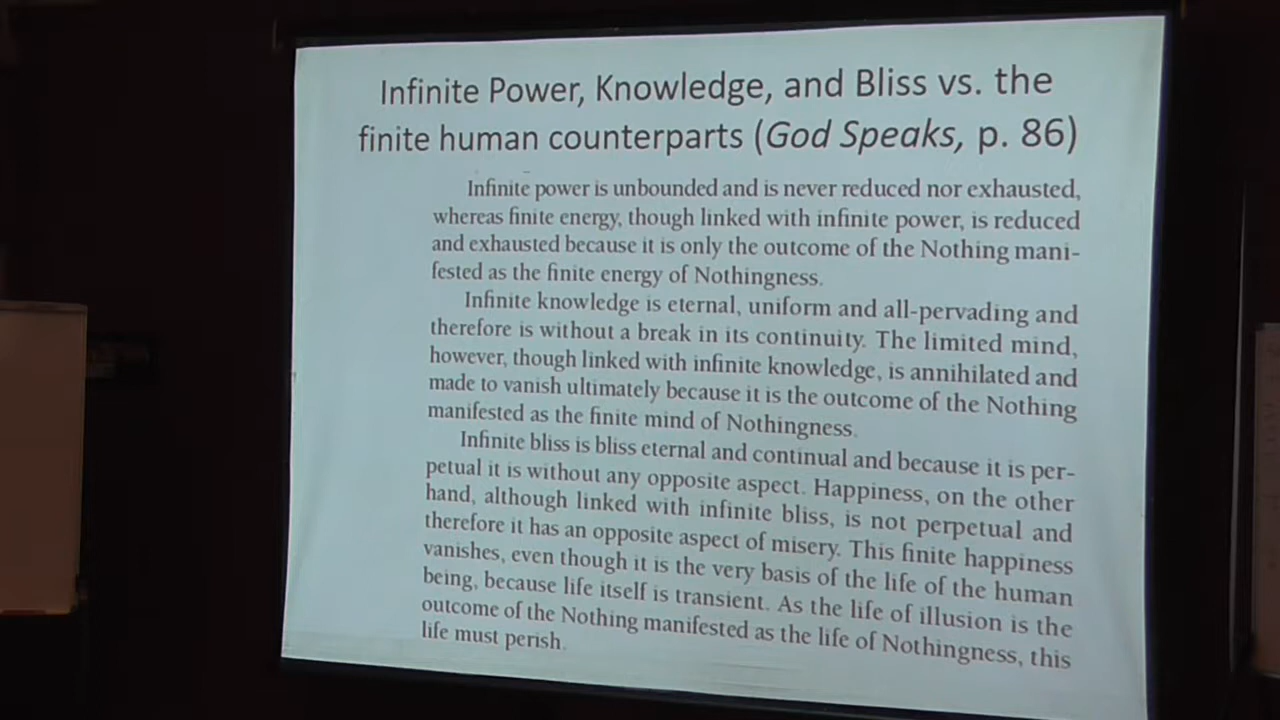 Infinite Power, Knowledge, and Bliss vs. the
finite human counterparts (God Speaks, p. 86)
Infinite power is unbounded and is never reduced nor exhausted,
whereas finite energy, though linked with infinite power, is reduced
and exhausted because it is only the outcome of the Nothing mani-
fested as the finite energy of Nothingness.
Infinite knowledge is eternal, uniform and all-pervading and
therefore is without a break in its continuity. The limited mind,
however, though linked with infinite knowledge, is annihilated and
made to vanish ultimately because it is the outcome of the Nothing
manifested as the finite mind of Nothingness.
Infinite bliss is bliss eternal and continual and because it is per-
petual it is without any opposite aspect. Happiness, on the other
hand, although linked with infinite bliss, is not perpetual and
therefore it has an opposite aspect of misery. This finite happiness
vanishes, even though it is the very basis of the life of the human
being, because life itself is transient. As the life of illusion is the
outcome of the Nothing manifested as the life of Nothingness, this
life must perish.